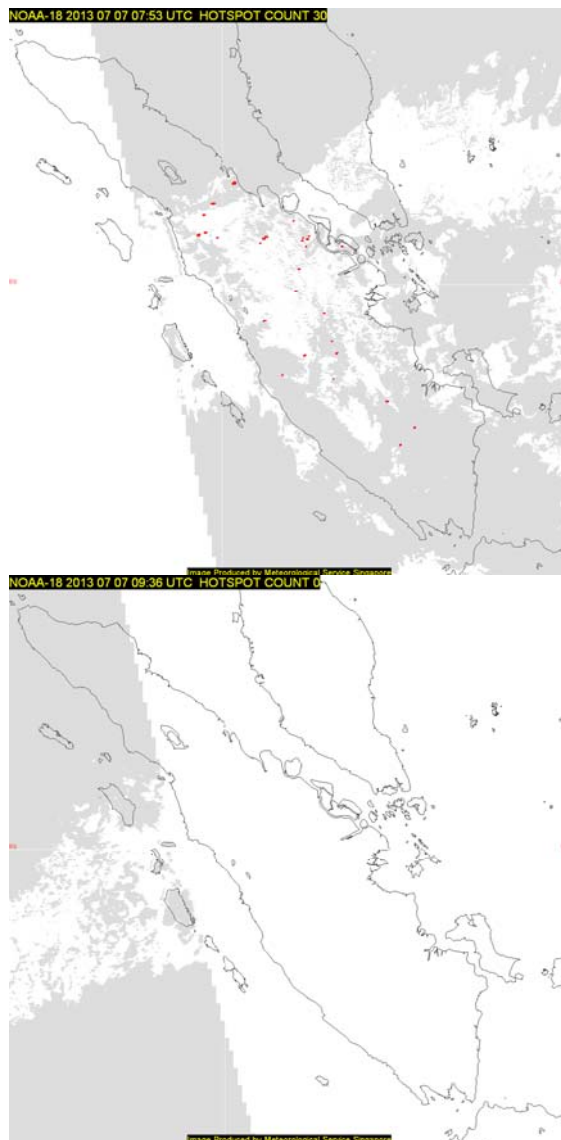 NOAA-18 2013 07 07 07:53 UTC HOTSPOT COUNT 30
Image Produced by Meteorological Service Singapore
NOAA-18 2013 07 07 09:36 UTC HOTSPOT COUNT 0
Image Produced by Meteorological Service Singapore